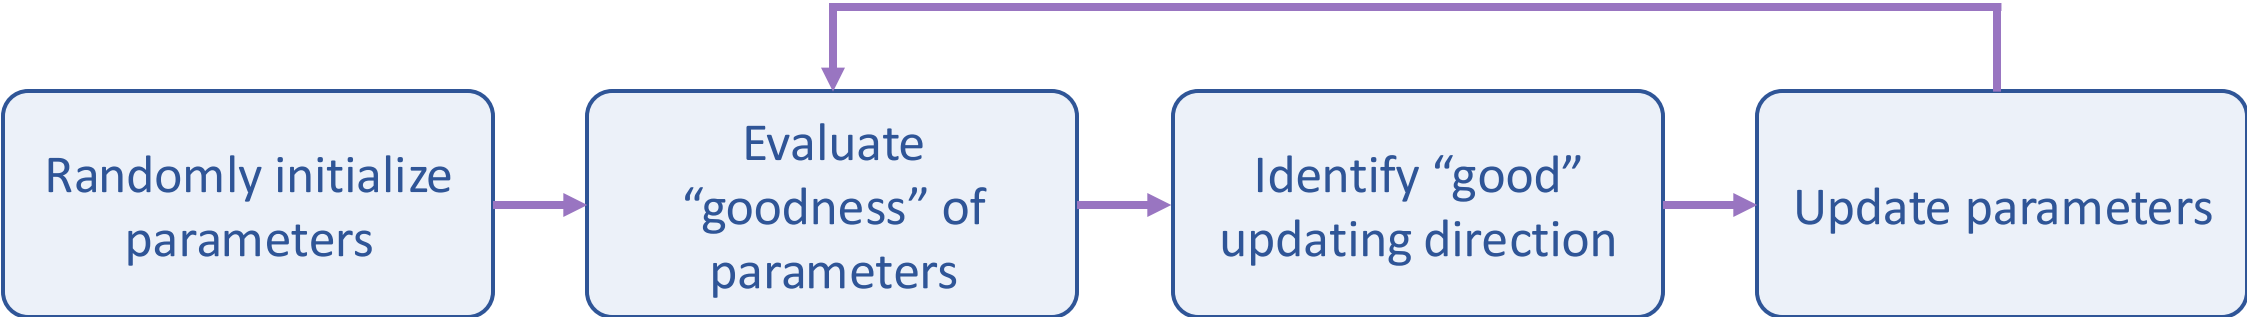 Randomly initialize
parameters
Evaluate
“goodness” of
parameters
Identify “good”
updating direction
Update parameters